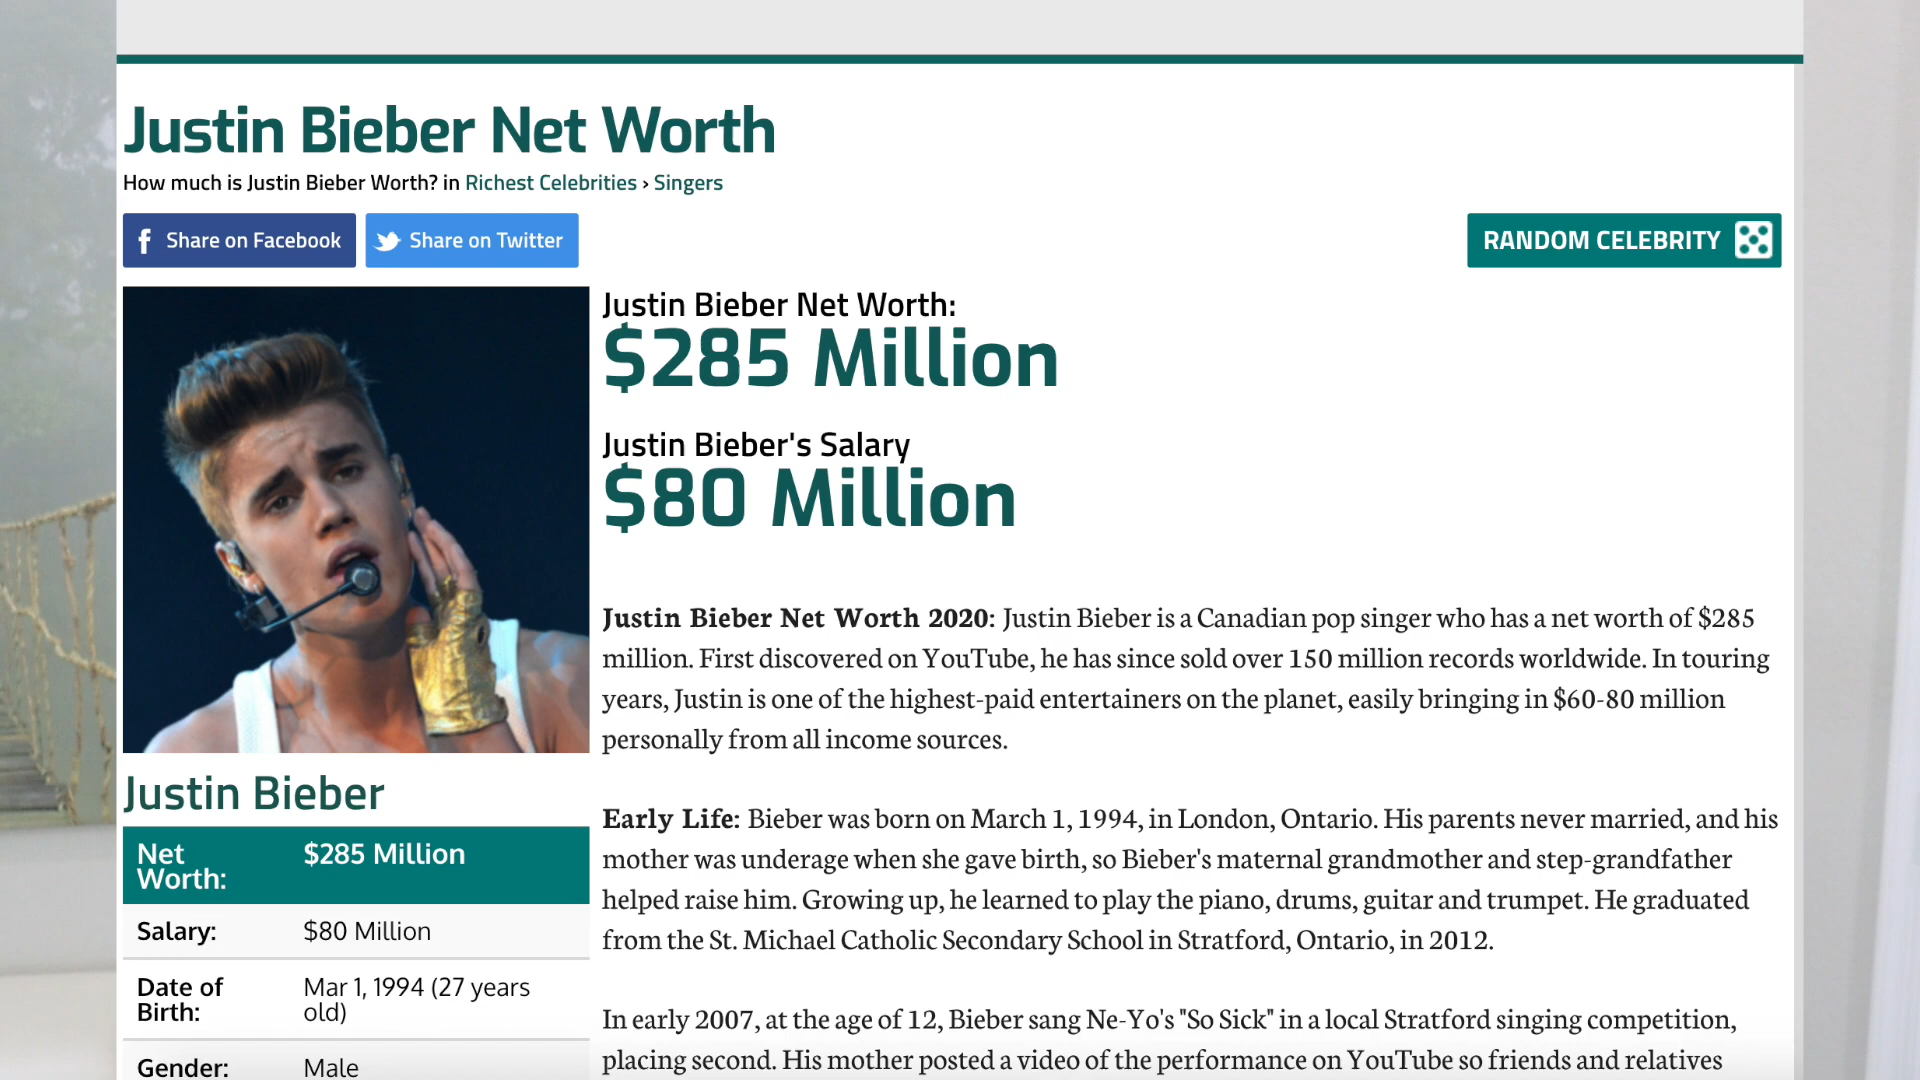 Justin Bieber Net Worth
How much is Justin Bieber Worth? in Richest Celebrities › Singers
Share on Facebook
Share on Twitter
RANDOM CELEBRITY
Justin Bieber Net Worth:
$285 Million
Justin Bieber's Salary
$80 Million
Justin Bieber Net Worth 2020: Justin Bieber is a Canadian pop singer who has a net worth of $285
million. First discovered on YouTube, he has since sold over 150 million records worldwide. In touring
years, Justin is one of the highest-paid entertainers on the planet, easily bringing in $60-80 million
personally from all income sources.
Justin Bieber
Net
Worth:
$285 Million
Salary:
$80 Million
Date of
Birth:
Mar 1, 1994 (27 years
old)
Gender:
Male
Early Life: Bieber was born on March 1, 1994, in London, Ontario. His parents never married, and his
mother was underage when she gave birth, so Bieber's maternal grandmother and step-grandfather
helped raise him. Growing up, he learned to play the piano, drums, guitar and trumpet. He graduated
from the St. Michael Catholic Secondary School in Stratford, Ontario, in 2012.
In early 2007, at the age of 12, Bieber sang Ne-Yo's "So Sick" in a local Stratford singing competition,
placing second. His mother posted a video of the performance on YouTube so friends and relatives